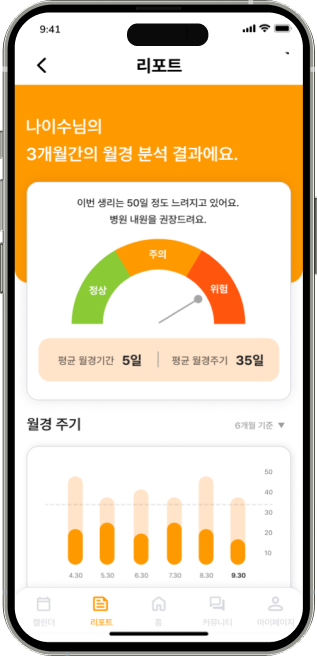 9:41
리포트
나이수님의
3개월간의 월경 분석 결과에요.
이번 생리는 50일 정도 느려지고 있어요.
병원 내원을 권장드려요.
주의
정상
위험
평균 월경기간 5일 평균 월경주기 35일
월경 주기
6개월 기준 ▼
50
40
30
20
10
4.30 5.30 6.30 7.30 8.30 9.30
캘린더 리포트 홈 커뮤니티 마이페이지